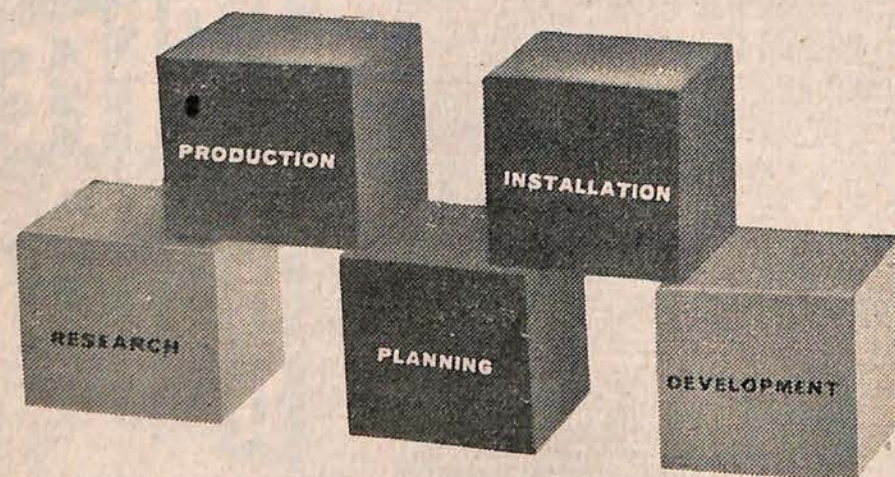 PRODUCTION
INSTALLATION
RESEARCH
PLANNING
DEVELOPMENT